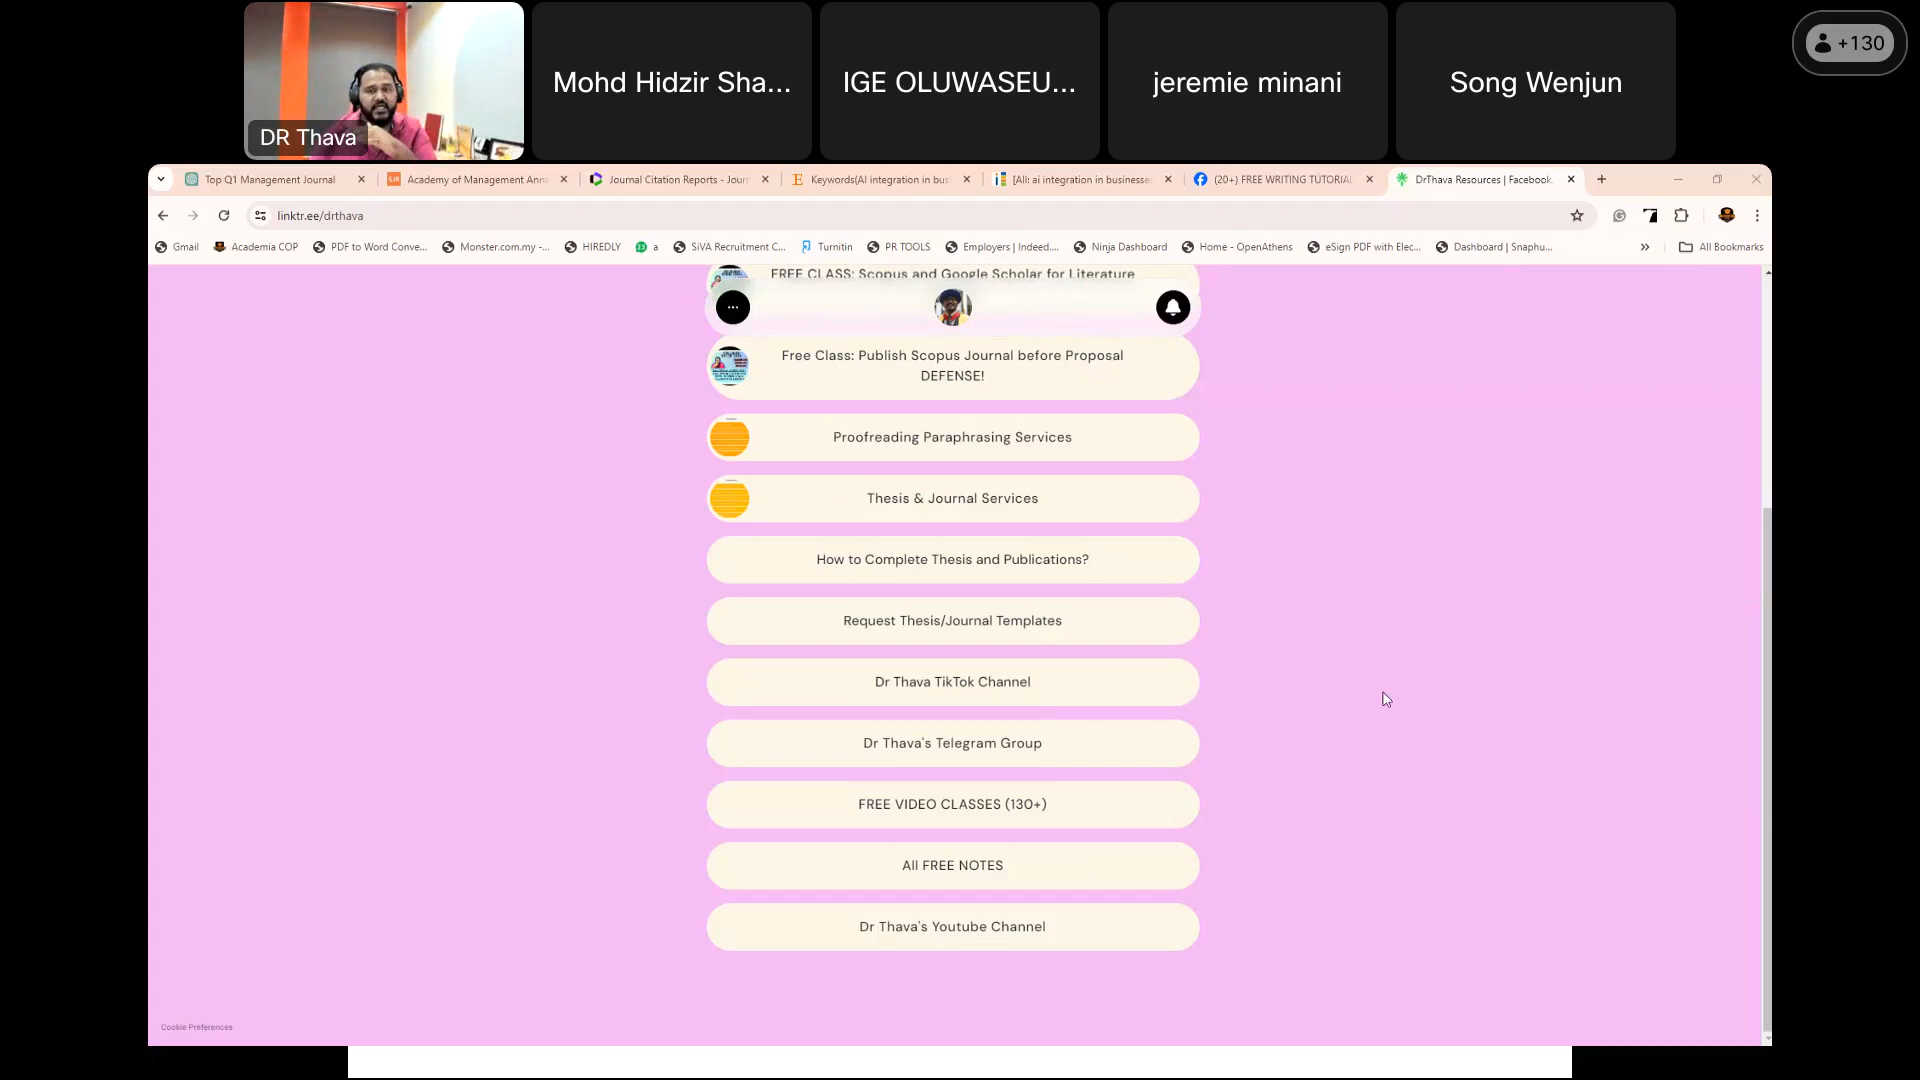 DR Thava
Mohd Hidzir Sha...
IGE OLUWASEU...
jeremie minani
Song Wenjun
+130
Top Q1 Management Journal
Academy of Management Anna
Journal Citation Reports - Jour
Keywords(AI integration in bus
[All: ai integration in businesse
(20+) FREE WRITING TUTORIAL
DrThava Resources | Facebook
linktr.ee/drthava
Gmail
Academia COP
PDF to Word Conve...
Monster.com.my -...
HIREDLY
a
SiVA Recruitment C...
Turnitin
PR TOOLS
Employers | Indeed....
Ninja Dashboard
Home - OpenAthens
eSign PDF with Elec...
Dashboard | Snaphu...
All Bookmarks
FREE CLASS: Scopus and Google Scholar for Literature
Free Class: Publish Scopus Journal before Proposal
DEFENSE!
Proofreading Paraphrasing Services
Thesis & Journal Services
How to Complete Thesis and Publications?
Request Thesis/Journal Templates
Dr Thava TikTok Channel
Dr Thava's Telegram Group
FREE VIDEO CLASSES (130+)
All FREE NOTES
Dr Thava's Youtube Channel
Cookie Preferences